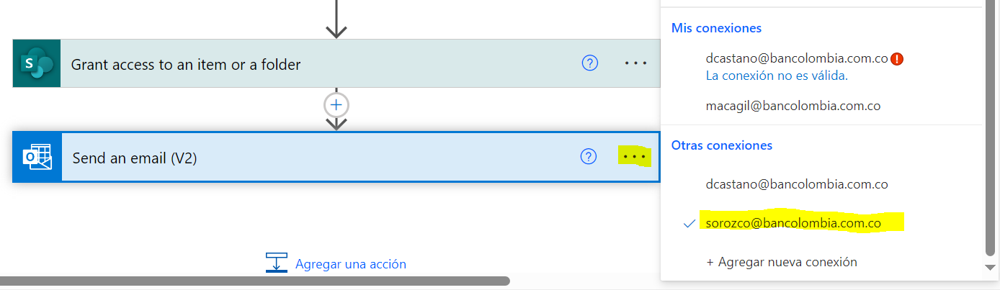 Grant access to an item or a folder
Send an email (V2)
Agregar una acción
Mis conexiones
dcastano@bancolombia.com.co
La conexión no es válida.
macagil@bancolombia.com.co
Otras conexiones
dcastano@bancolombia.com.co
sorozco@bancolombia.com.co
+ Agregar nueva conexión